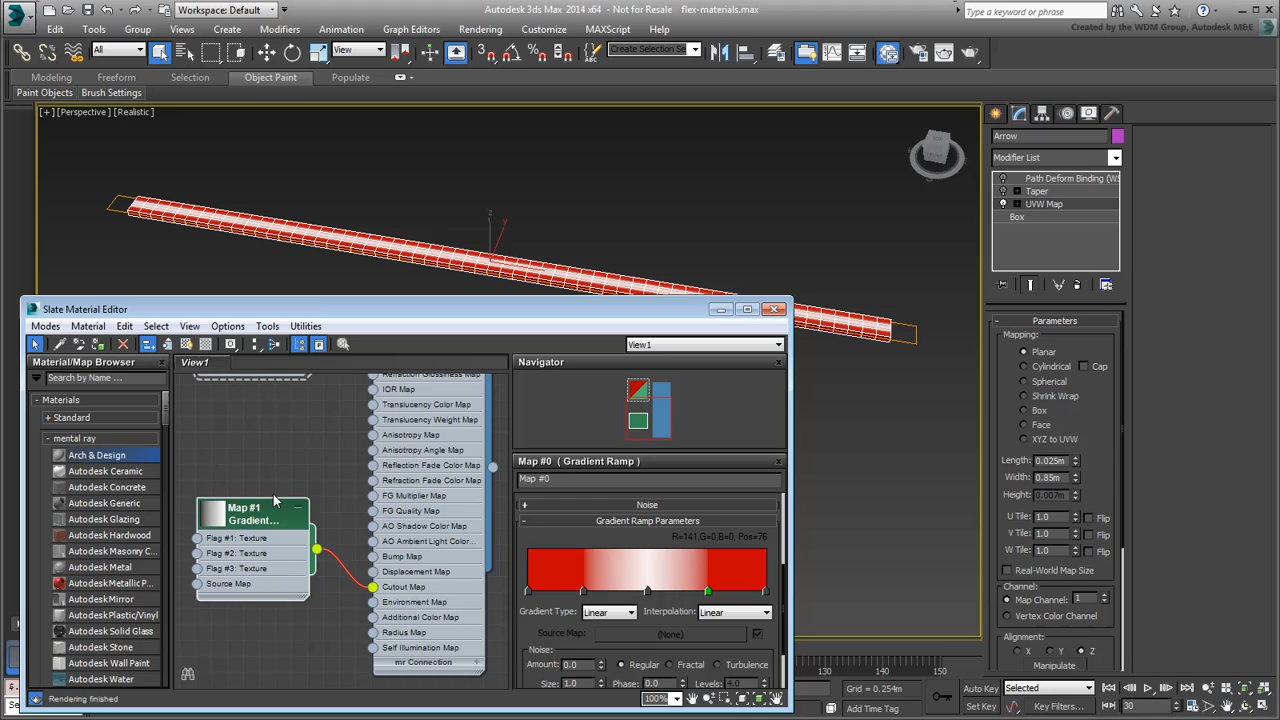 Workspace: Default
Autodesk 3ds Max 2014 x64 - Not for Resale flex-materials.max
Type a keyword or phrase
Edit Tools Group Views Create Modifiers Animation Graph Editors Rendering Customize MAXScript Help
Created by the WDM Group, Autodesk M&E
All View Create Selection Se
Modeling Freeform Selection Object Paint Populate
Paint Objects Brush Settings
[+] [Perspective] [Realistic]
Arrow
Modifier List
Path Deform Binding (WS
Taper
UVW Map
Box
z y
Slate Material Editor
Modes Material Edit Select View Options Tools Utilities
View1
Material/Map Browser
Search by Name ...
Materials
Standard
mental ray
Arch & Design
Autodesk Ceramic
Autodesk Concrete
Autodesk Generic
Autodesk Glazing
Autodesk Hardwood
Autodesk Masonry C...
Autodesk Metal
Autodesk Metallic P...
Autodesk Mirror
Autodesk Plastic/Vinyl
Autodesk Solid Glass
Autodesk Stone
Autodesk Wall Paint
Autodesk Water
Rendering finished
View1
Map #1
Gradient...
Flag #1: Texture
Flag #2: Texture
Flag #3: Texture
Source Map
Refraction Glossiness Map
IOR Map
Translucency Color Map
Translucency Weight Map
Anisotropy Map
Anisotropy Angle Map
Reflection Fade Color Map
Refraction Fade Color Map
FG Multiplier Map
FG Quality Map
AO Shadow Color Map
AO Ambient Light Color...
Bump Map
Displacement Map
Cutout Map
Environment Map
Additional Color Map
Radius Map
Self Illumination Map
mr Connection
Navigator
Map #0 ( Gradient Ramp )
Map #0
Noise
Gradient Ramp Parameters
R=141,G=0;B=0, Pos=76
Gradient Type: Linear Interpolation: Linear
Source Map: (None)
Noise:
Amount: 0.0 Regular Fractal Turbulence
Size: 1.0 Phase: 0.0 Levels: 4.0
100%
Parameters
Mapping:
Planar
Cylindrical Cap
Spherical
Shrink Wrap
Box
Face
XYZ to UVW
Length: 0.025m
Width: 0.85m
Height: 0.007m
U Tile: 1.0 Flip
V Tile: 1.0 Flip
W Tile: 1.0 Flip
Real-World Map Size
Channel:
Map Channel: 1
Vertex Color Channel
Alignment:
X Y Z
Manipulate
110 120 130 140 150
Grid = 0.254m
Add Time Tag
Auto Key Selected
Set Key Key Filters...
30